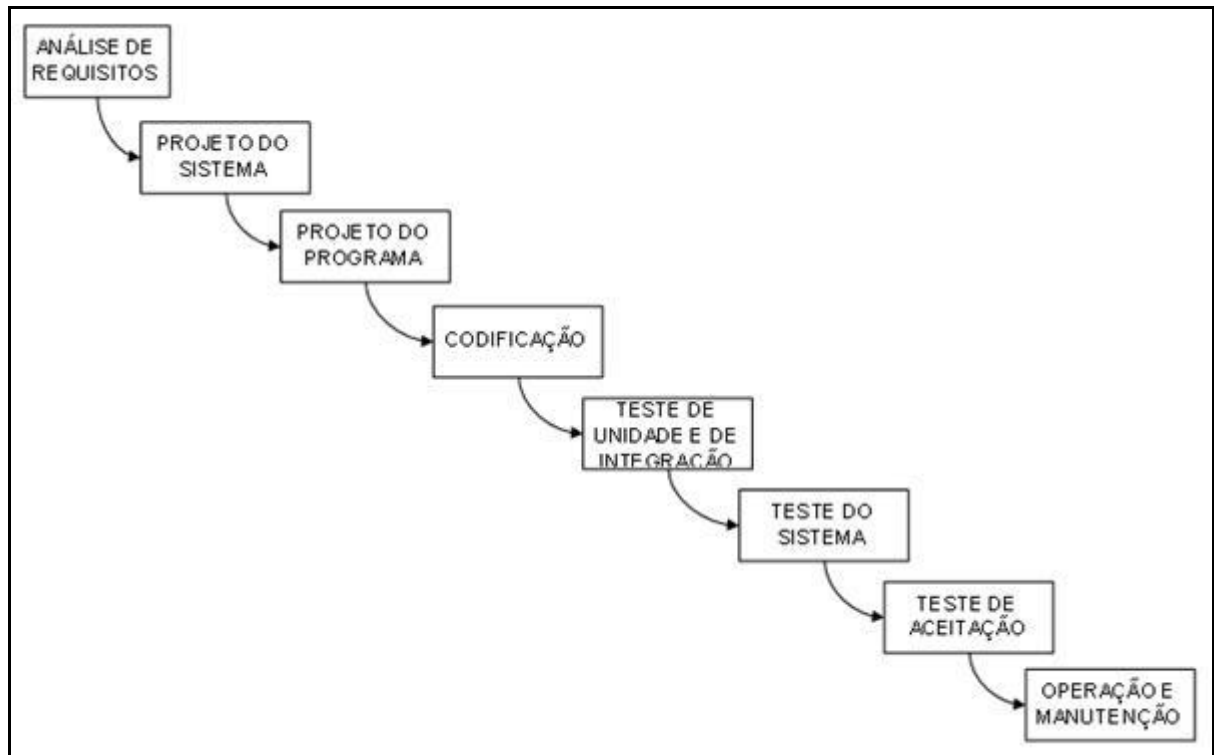 ANÁLISE DE
REQUISITOS
PROJETO DO
SISTEMA
PROJETO DO
PROGRAMA
CODIFICAÇÃO
TESTE DE
UNIDADE E DE
INTEGRAÇÃO
TESTE DO
SISTEMA
TESTE DE
ACEITAÇÃO
OPERAÇÃO E
MANUTENÇÃO